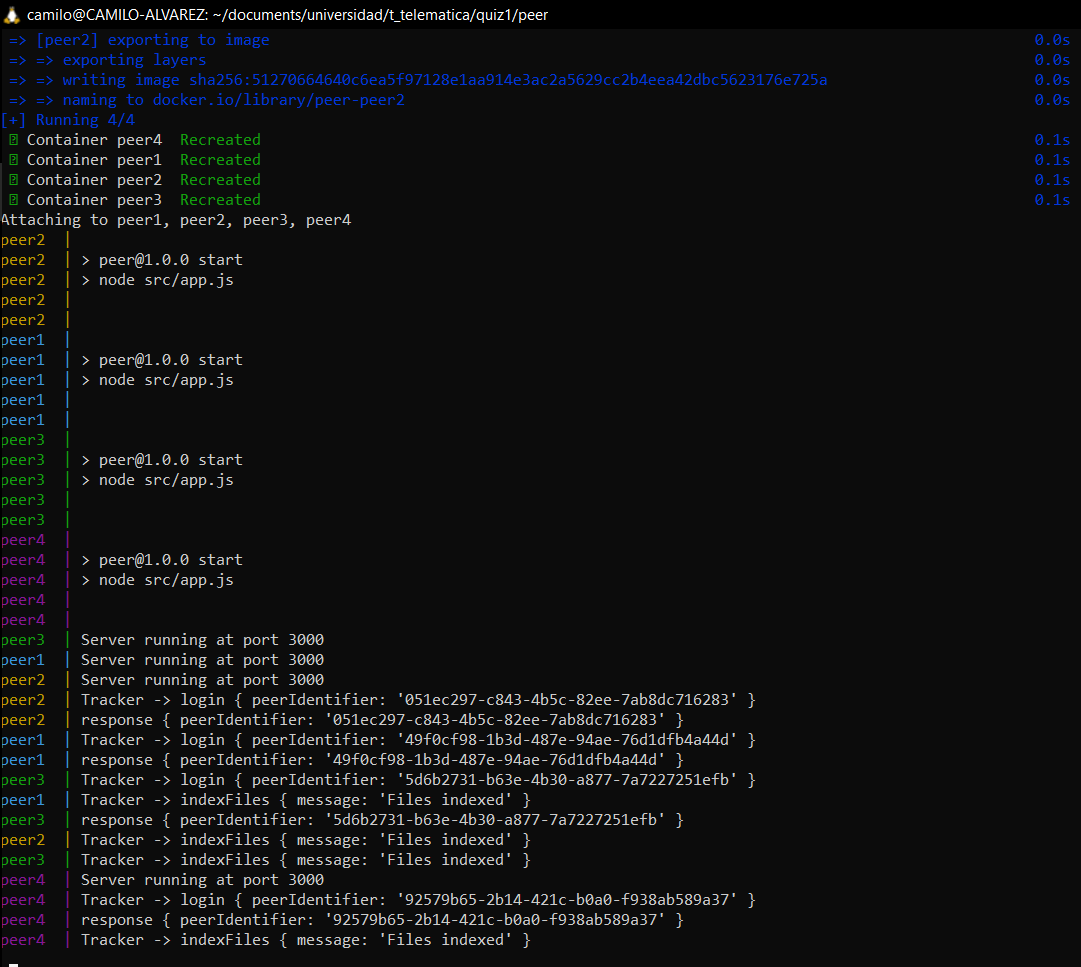 camilo@CAMILO-ALVAREZ: ~/documents/universidad/t_telematica/quiz1/peer
=> [peer2] exporting to image 0.0s
=> => exporting layers 0.0s
=> => writing image sha256:51270664640c6ea5f97128e1aa914e3ac2a5629cc2b4eea42dbc5623176e725a 0.0s
=> => naming to docker.io/library/peer-peer2 0.0s
[+] Running 4/4
Container peer4 Recreated 0.1s
Container peer1 Recreated 0.1s
Container peer2 Recreated 0.1s
Container peer3 Recreated 0.1s
Attaching to peer1, peer2, peer3, peer4
peer2 |
peer2 | > peer@1.0.0 start
peer2 | > node src/app.js
peer2 |
peer2 |
peer1 |
peer1 | > peer@1.0.0 start
peer1 | > node src/app.js
peer1 |
peer1 |
peer3 |
peer3 | > peer@1.0.0 start
peer3 | > node src/app.js
peer3 |
peer3 |
peer4 |
peer4 | > peer@1.0.0 start
peer4 | > node src/app.js
peer4 |
peer4 |
peer3 | Server running at port 3000
peer1 | Server running at port 3000
peer2 | Server running at port 3000
peer2 | Tracker -> login { peerIdentifier: '051ec297-c843-4b5c-82ee-7ab8dc716283' }
peer2 | response { peerIdentifier: '051ec297-c843-4b5c-82ee-7ab8dc716283' }
peer1 | Tracker -> login { peerIdentifier: '49f0cf98-1b3d-487e-94ae-76d1dfb4a44d' }
peer1 | response { peerIdentifier: '49f0cf98-1b3d-487e-94ae-76d1dfb4a44d' }
peer3 | Tracker -> login { peerIdentifier: '5d6b2731-b63e-4b30-a877-7a7227251efb' }
peer1 | Tracker -> indexFiles { message: 'Files indexed' }
peer3 | response { peerIdentifier: '5d6b2731-b63e-4b30-a877-7a7227251efb' }
peer2 | Tracker -> indexFiles { message: 'Files indexed' }
peer3 | Tracker -> indexFiles { message: 'Files indexed' }
peer4 | Server running at port 3000
peer4 | Tracker -> login { peerIdentifier: '92579b65-2b14-421c-b0a0-f938ab589a37' }
peer4 | response { peerIdentifier: '92579b65-2b14-421c-b0a0-f938ab589a37' }
peer4 | Tracker -> indexFiles { message: 'Files indexed' }